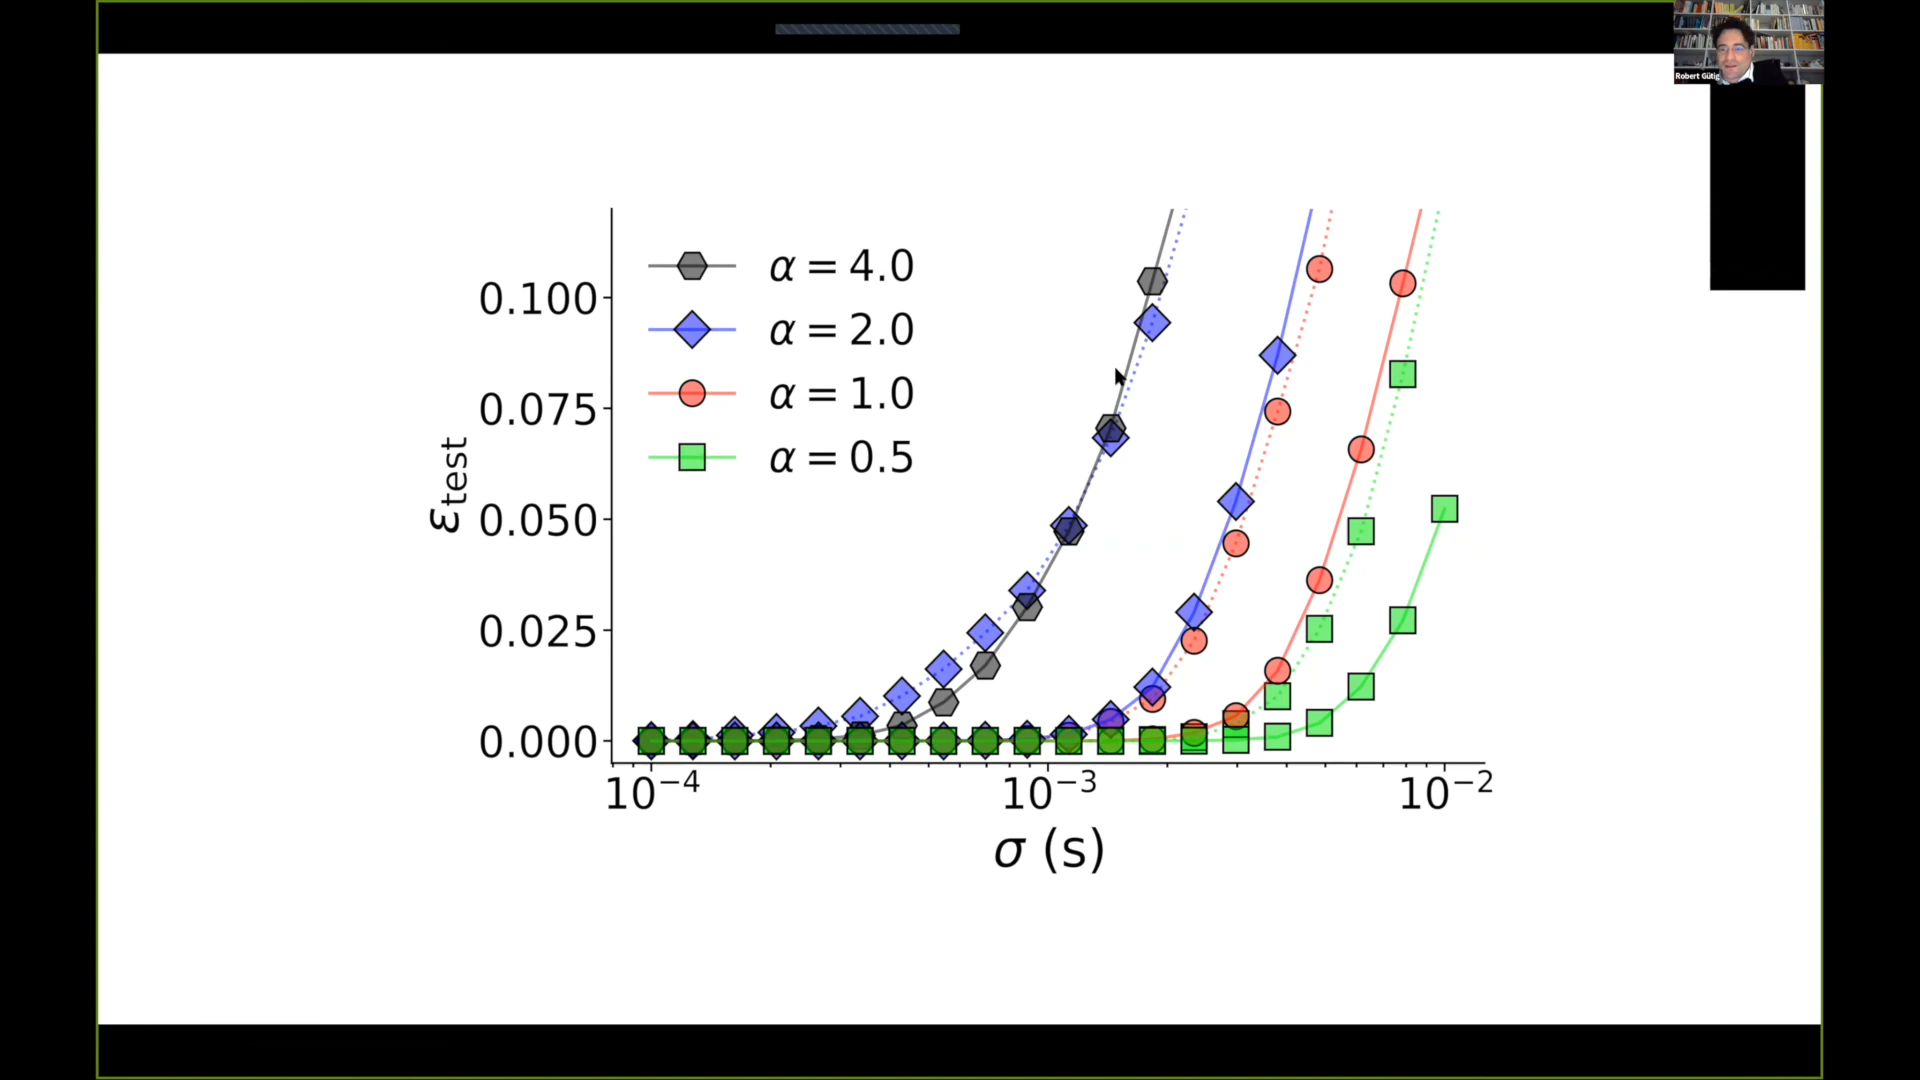 Robert Gütig
α = 4.0
α = 2.0
α = 1.0
α = 0.5
0.100
0.075
0.050
0.025
0.000
εtest
10⁻⁴
10⁻³
10⁻²
σ (s)